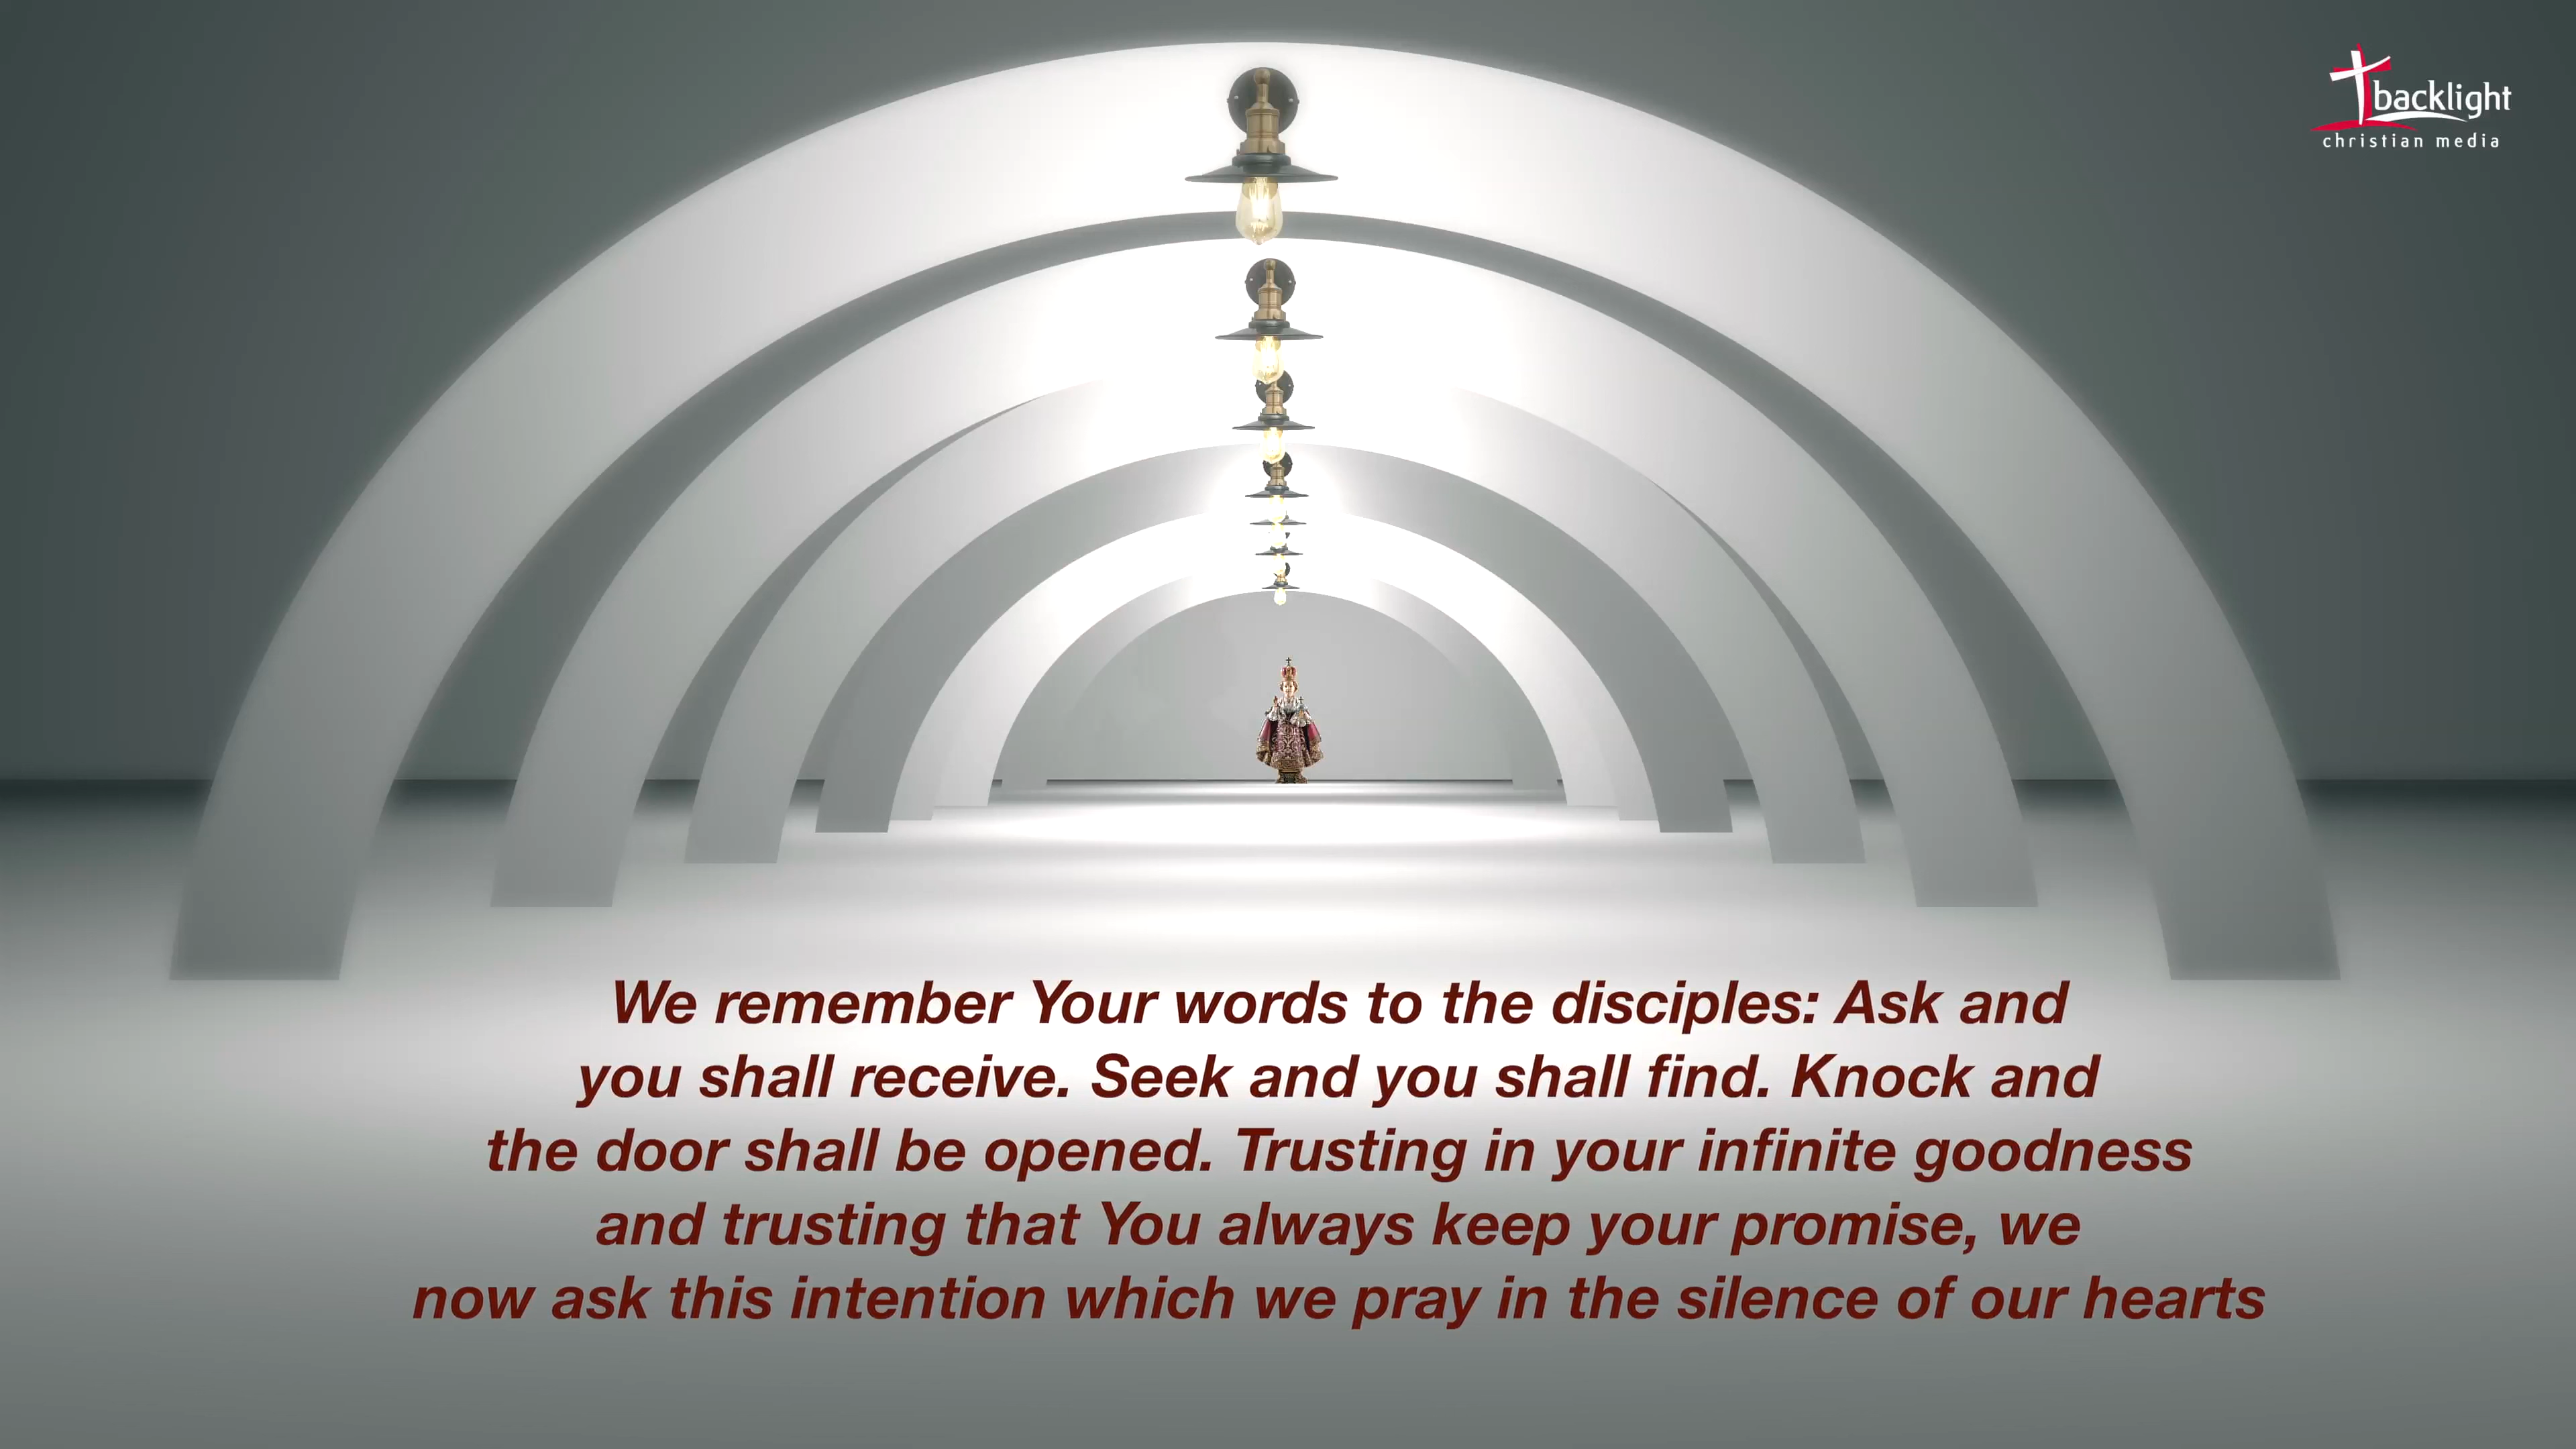 backlight
christian media
We remember Your words to the disciples: Ask and
you shall receive. Seek and you shall find. Knock and
the door shall be opened. Trusting in your infinite goodness
and trusting that You always keep your promise, we
now ask this intention which we pray in the silence of our hearts